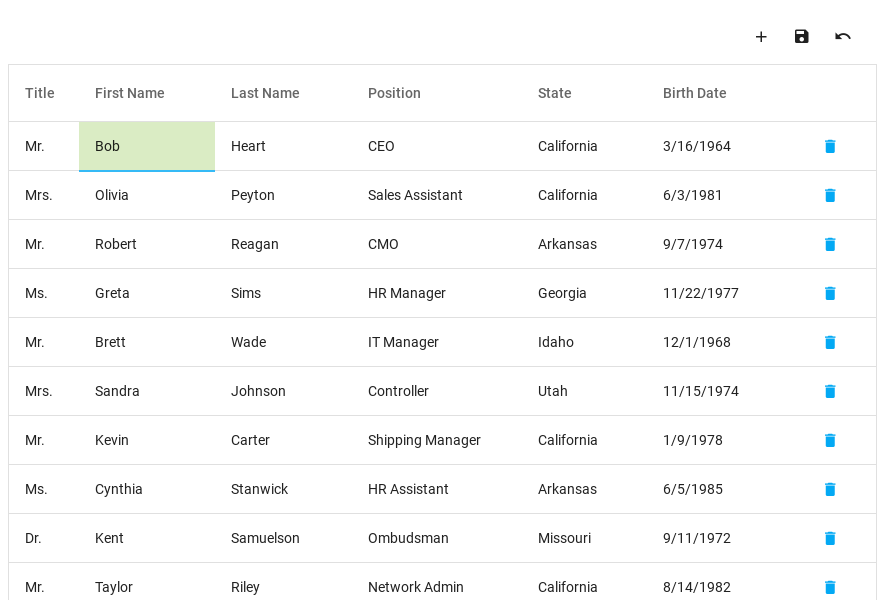 Title First Name Last Name Position State Birth Date
Mr. Bob Heart CEO California 3/16/1964
Mrs. Olivia Peyton Sales Assistant California 6/3/1981
Mr. Robert Reagan CMO Arkansas 9/7/1974
Ms. Greta Sims HR Manager Georgia 11/22/1977
Mr. Brett Wade IT Manager Idaho 12/1/1968
Mrs. Sandra Johnson Controller Utah 11/15/1974
Mr. Kevin Carter Shipping Manager California 1/9/1978
Ms. Cynthia Stanwick HR Assistant Arkansas 6/5/1985
Dr. Kent Samuelson Ombudsman Missouri 9/11/1972
Mr. Taylor Riley Network Admin California 8/14/1982